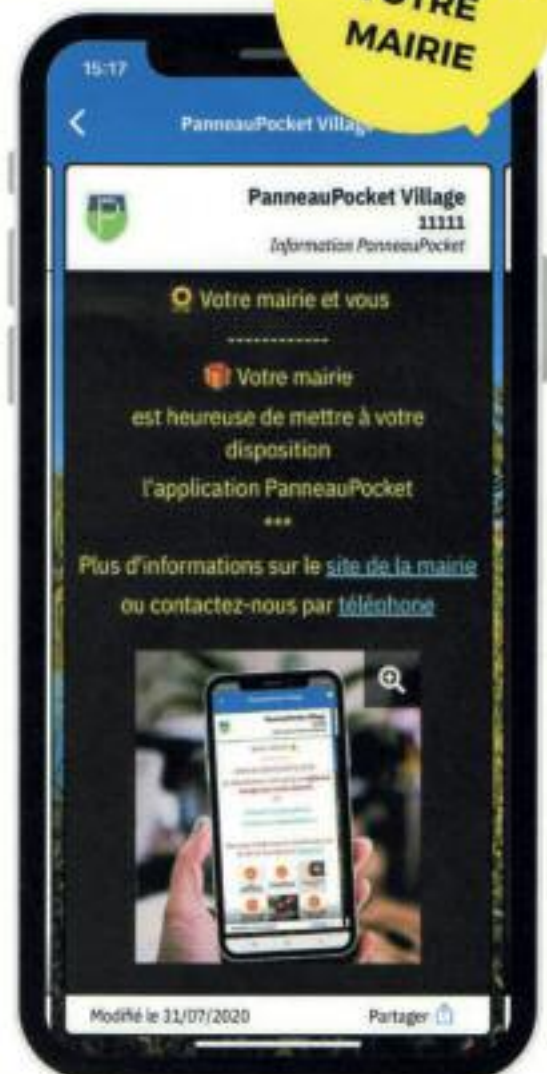 VOTRE
MAIRIE
15:17
PanneauPocket Village
PanneauPocket Village
11111
Information PanneauPocket
Votre mairie et vous
------------
Votre mairie
est heureuse de mettre à votre
disposition
l'application PanneauPocket
***
Plus d'informations sur le site de la mairie
ou contactez-nous par téléphone
Modifié le 31/07/2020
Partager